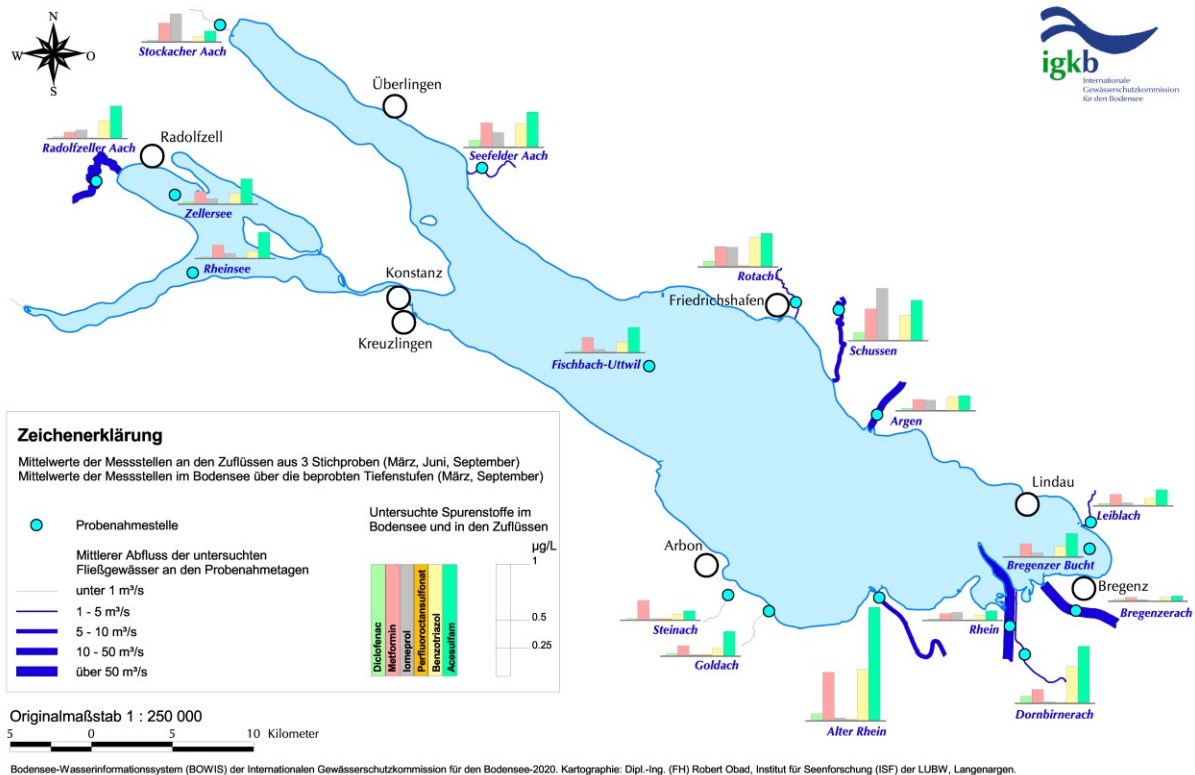 N
W
O
S
Stockacher Aach
igkb
Internationale
Gewässerschutzkommission
für den Bodensee
Überlingen
Radolfzeller Aach
Radolfzell
Seefelder Aach
Zellersee
Rheinsee
Konstanz
Kreuzlingen
Rotach
Friedrichshafen
Schussen
Fischbach-Uttwil
Argen
Lindau
Leiblach
Bregenzer Bucht
Bregenz
Bregenzerach
Arbon
Steinach
Goldach
Rhein
Alter Rhein
Dornbirnerach
Zeichenerklärung
Mittelwerte der Messstellen an den Zuflüssen aus 3 Stichproben (März, Juni, September)
Mittelwerte der Messstellen im Bodensee über die beprobten Tiefenstufen (März, September)
Probenahmestelle
Mittlerer Abfluss der untersuchten
Fließgewässer an den Probenahmetagen
unter 1 m³/s
1 - 5 m³/s
5 - 10 m³/s
10 - 50 m³/s
über 50 m³/s
Untersuchte Spurenstoffe im
Bodensee und in den Zuflüssen
µg/L
1
0.5
0.25
Diclofenac
Metformin
Iomeprol
Perfluoroctansulfonat
Benzotriazol
Acesulfam
Originalmaßstab 1 : 250 000
5 0 5 10 Kilometer
Bodensee-Wasserinformationssystem (BOWIS) der Internationalen Gewässerschutzkommission für den Bodensee-2020. Kartographie: Dipl.-Ing. (FH) Robert Obad, Institut für Seenforschung (ISF) der LUBW, Langenargen.